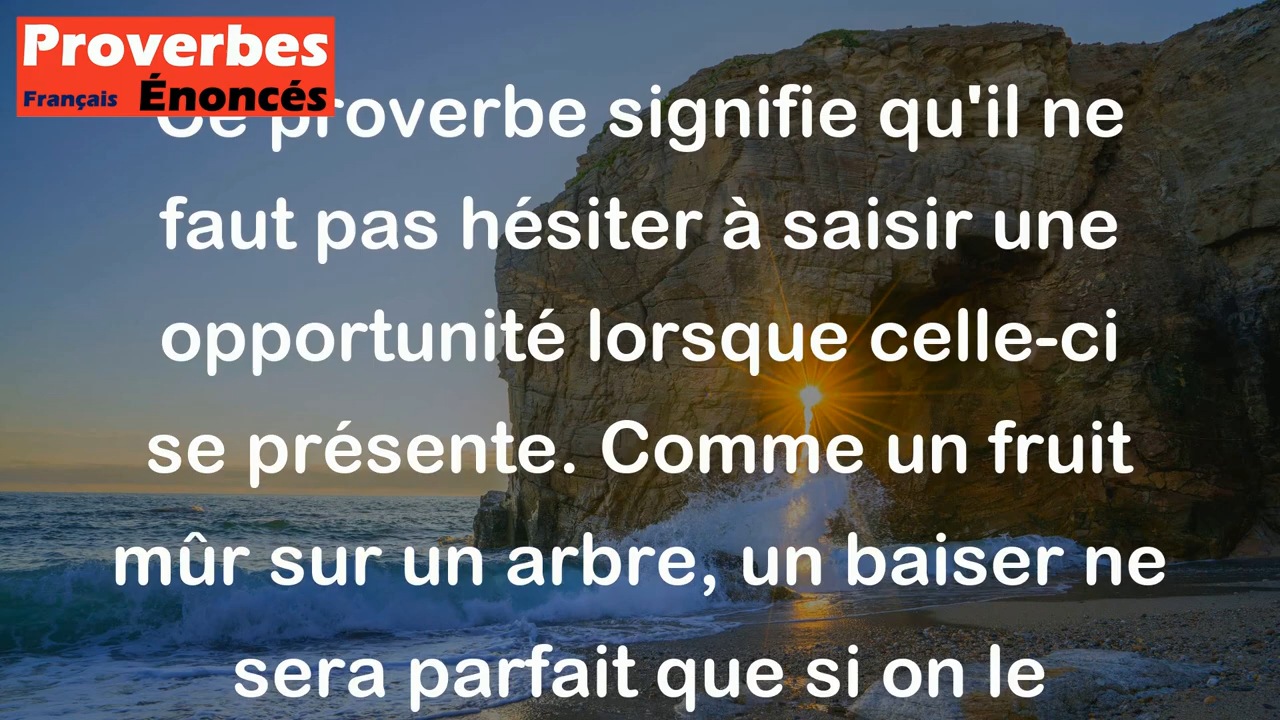 Proverbes
Français Énoncés
Ce proverbe signifie qu'il ne
faut pas hésiter à saisir une
opportunité lorsque celle-ci
se présente. Comme un fruit
mûr sur un arbre, un baiser ne
sera parfait que si on le